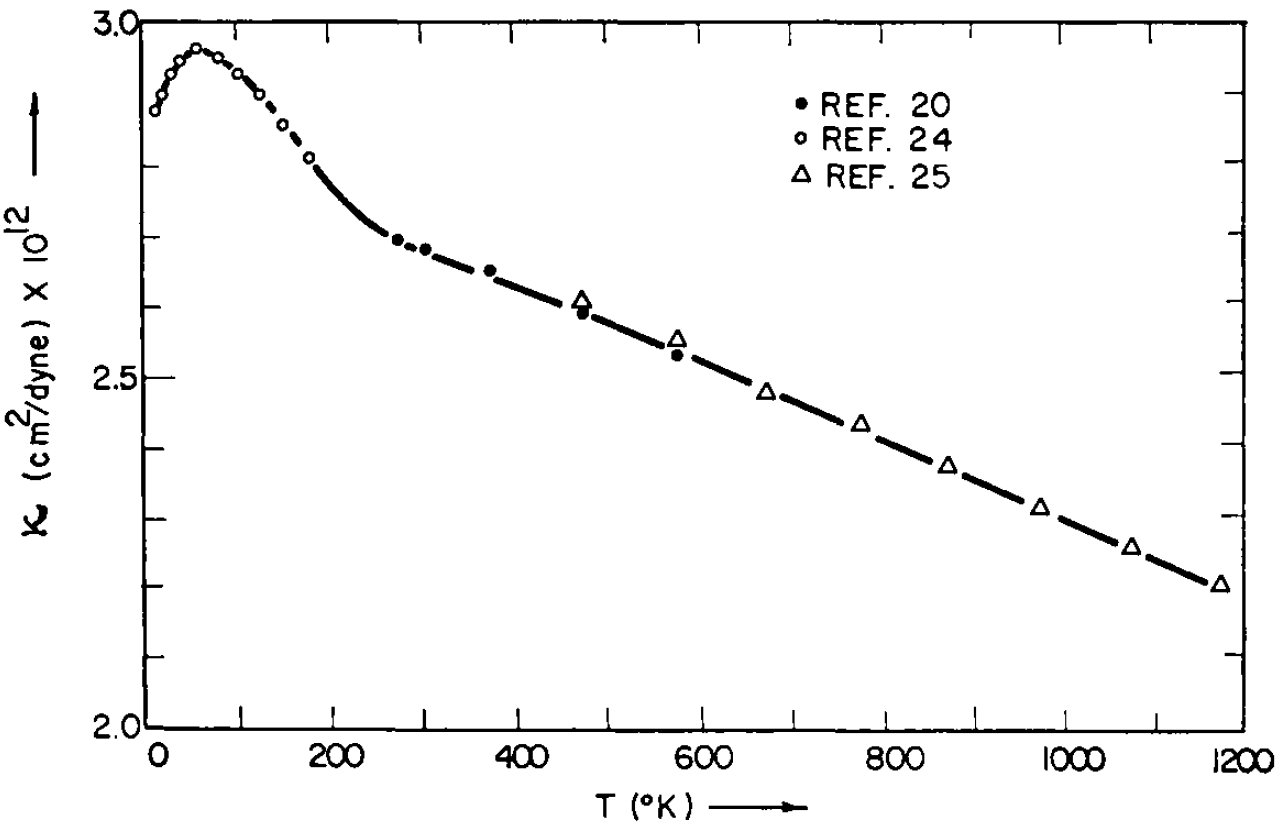 3.0
2.5
2.0
K (cm²/dyne) X 10¹²
REF. 20
REF. 24
REF. 25
0 200 400 600 800 1000 1200
T (°K)